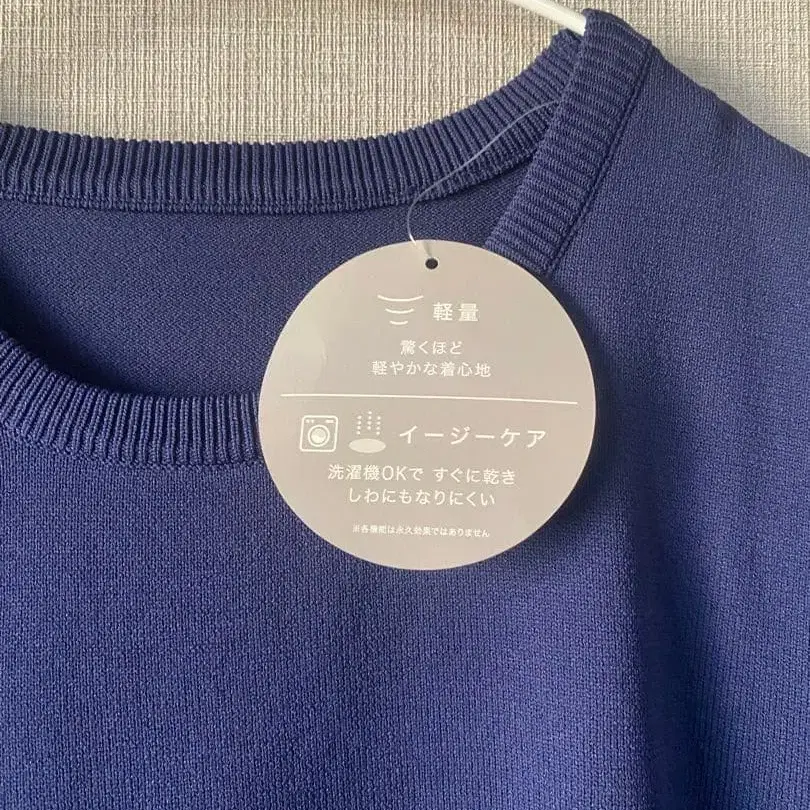 軽量
驚くほど
軽やかな着心地
イージーケア
洗濯機OKで すぐに乾き
しわにもなりにくい
※各機能は永久効果ではありません